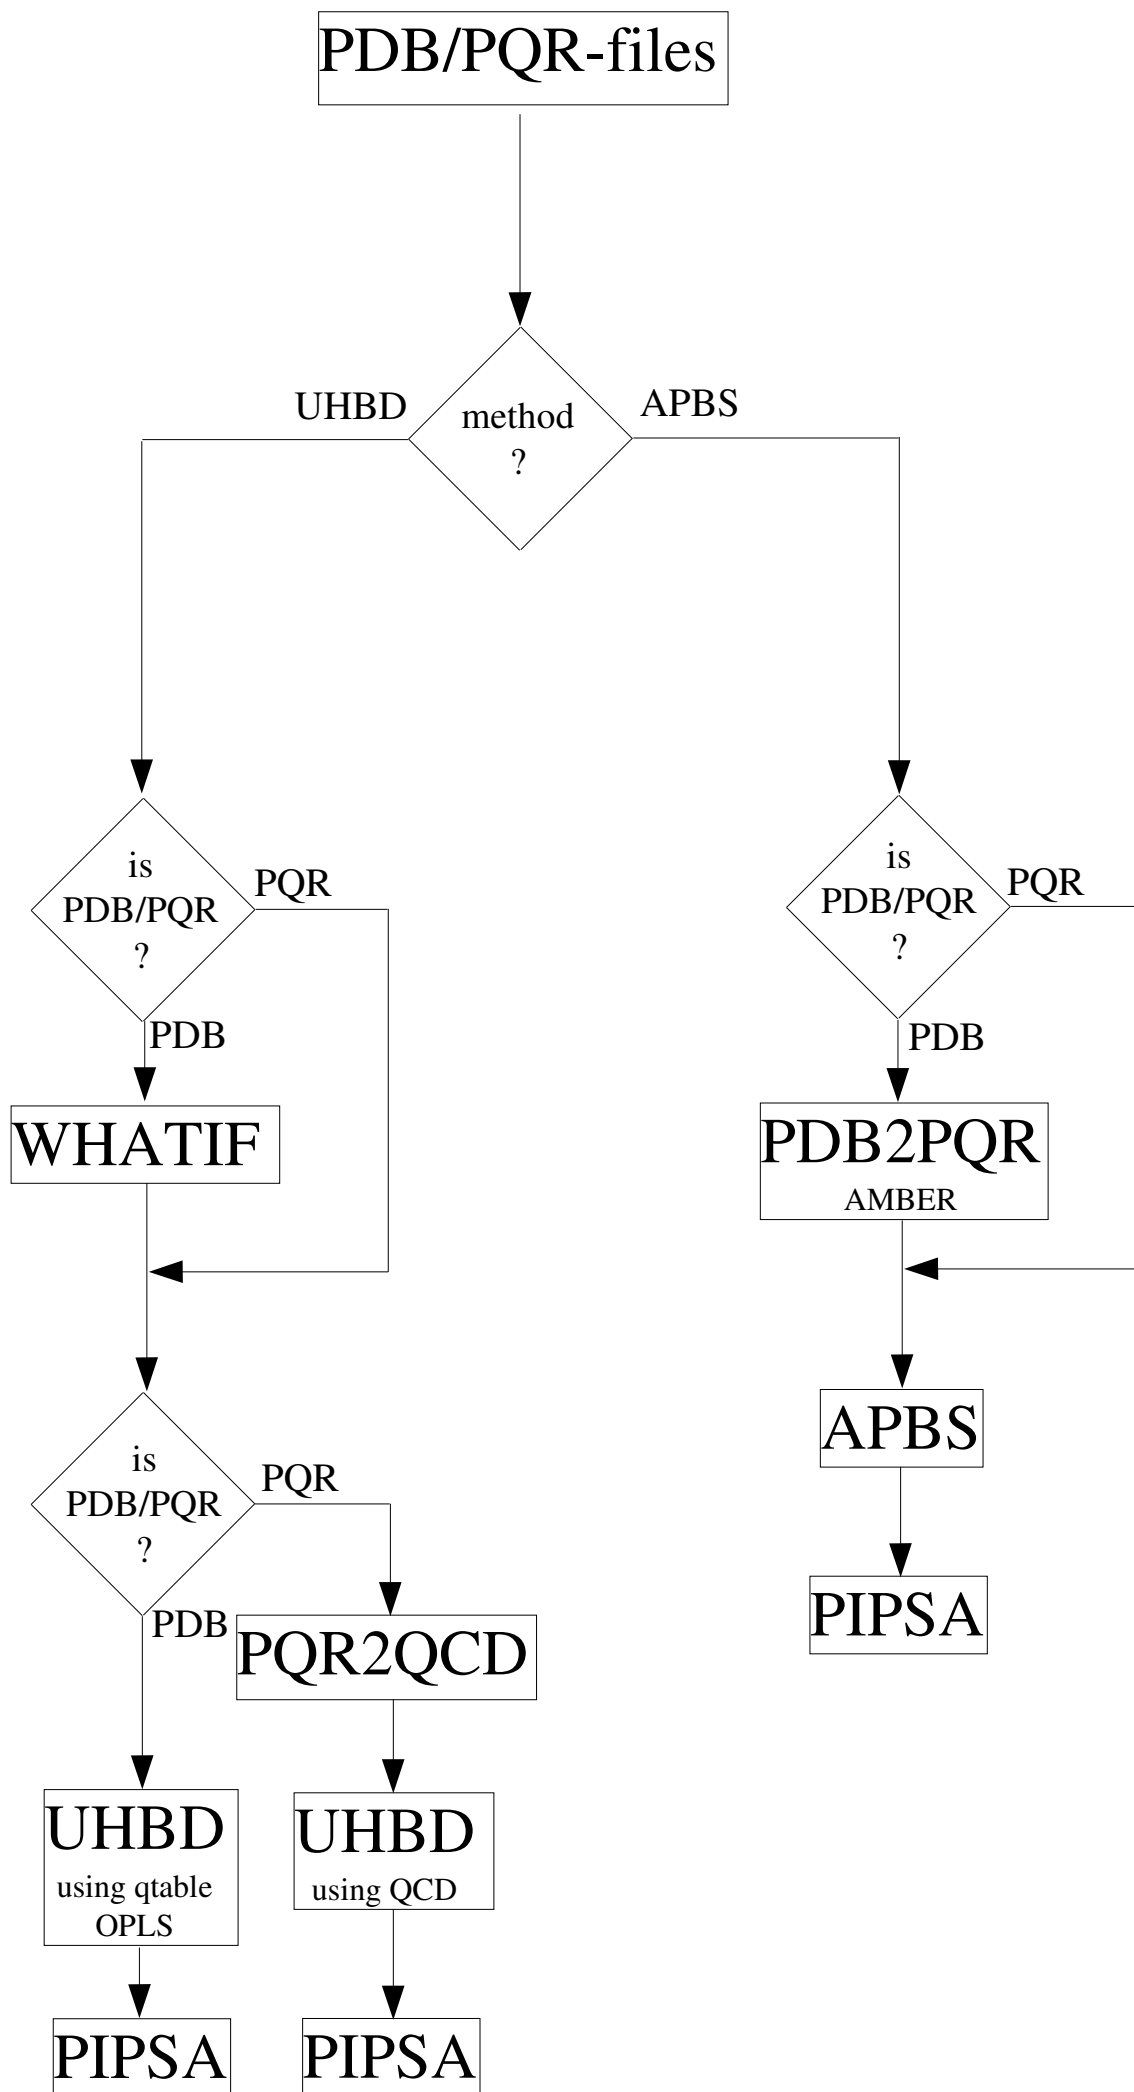 PDB/PQR-files
UHBD
method
?
APBS
is
PDB/PQR
?
PQR
PDB
WHATIF
is
PDB/PQR
?
PQR
PDB
PQR2QCD
UHBD
using qtable
OPLS
UHBD
using QCD
PIPSA
PIPSA
is
PDB/PQR
?
PQR
PDB
PDB2PQR
AMBER
APBS
PIPSA